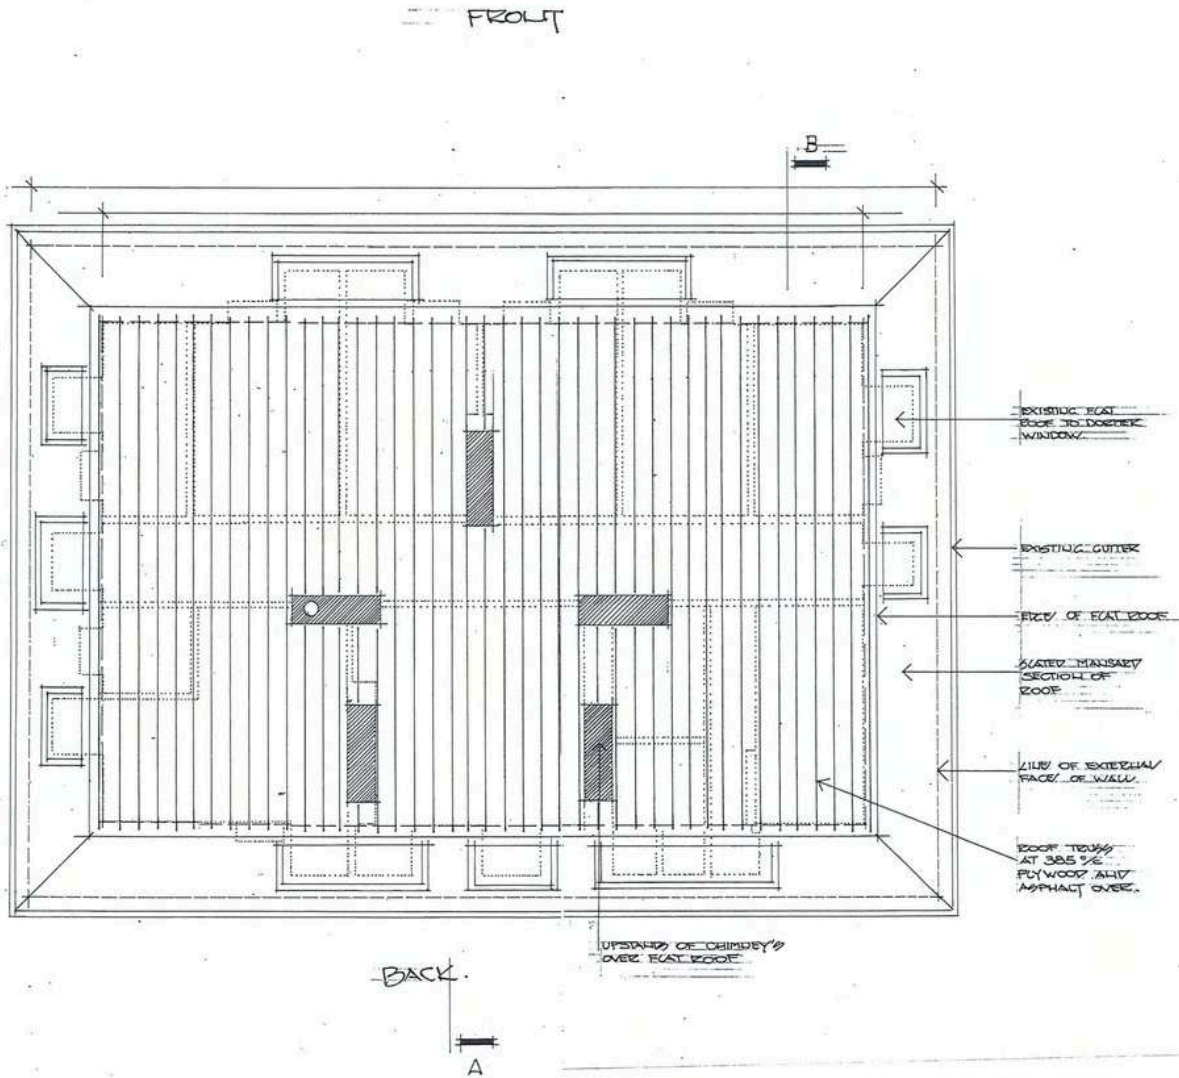 FRONT
B
EXISTING FLAT
ROOF TO DORMER
WINDOW.
EXISTING GUTTER
EDGE OF FLAT ROOF
SLATED MANSARD
SECTION OF
ROOF
LINE OF EXTERNAL
FACE OF WALL
ROOF TRUSS
AT 385 %
PLYWOOD AND
ASPHALT OVER.
UPSTANDS OF CHIMNEY'S
OVER FLAT ROOF
BACK.
A